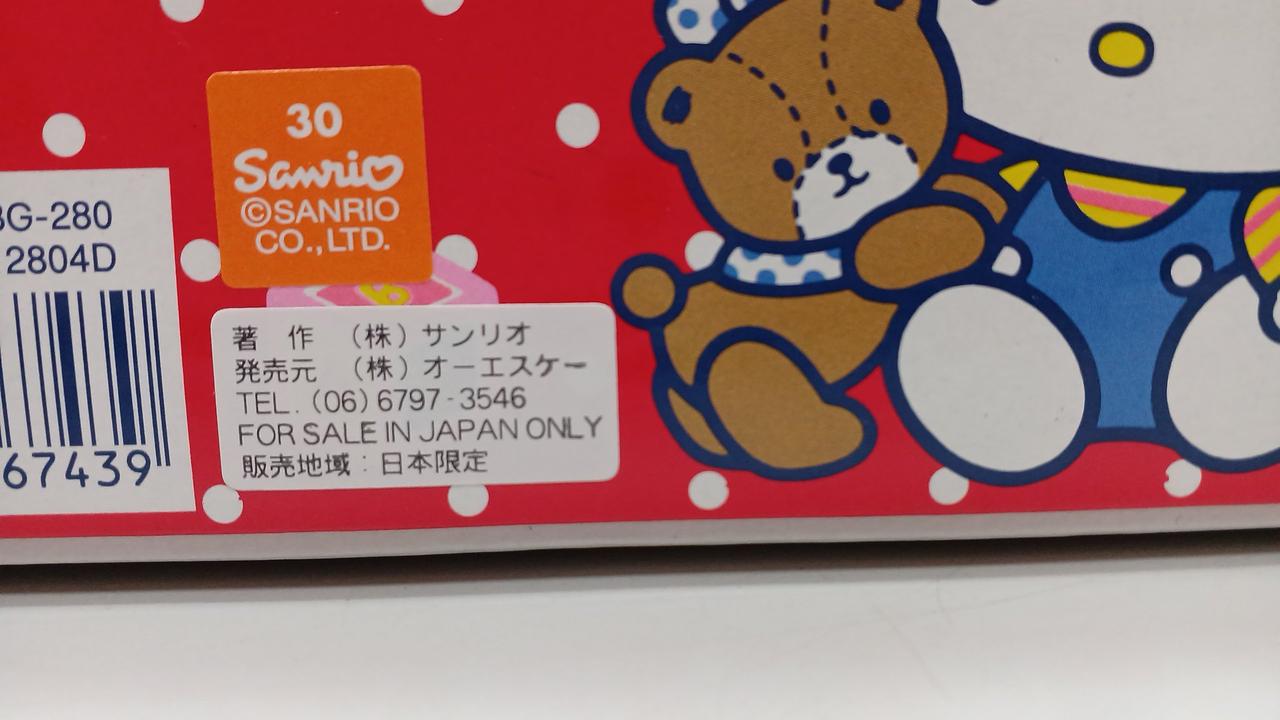 30
Sanrio
©SANRIO
CO.,LTD.
BG-280
2804D
67439
著　作　（株）サンリオ
発売元　（株）オーエスケー
TEL.(06)6797-3546
FOR SALE IN JAPAN ONLY
販売地域：日本限定